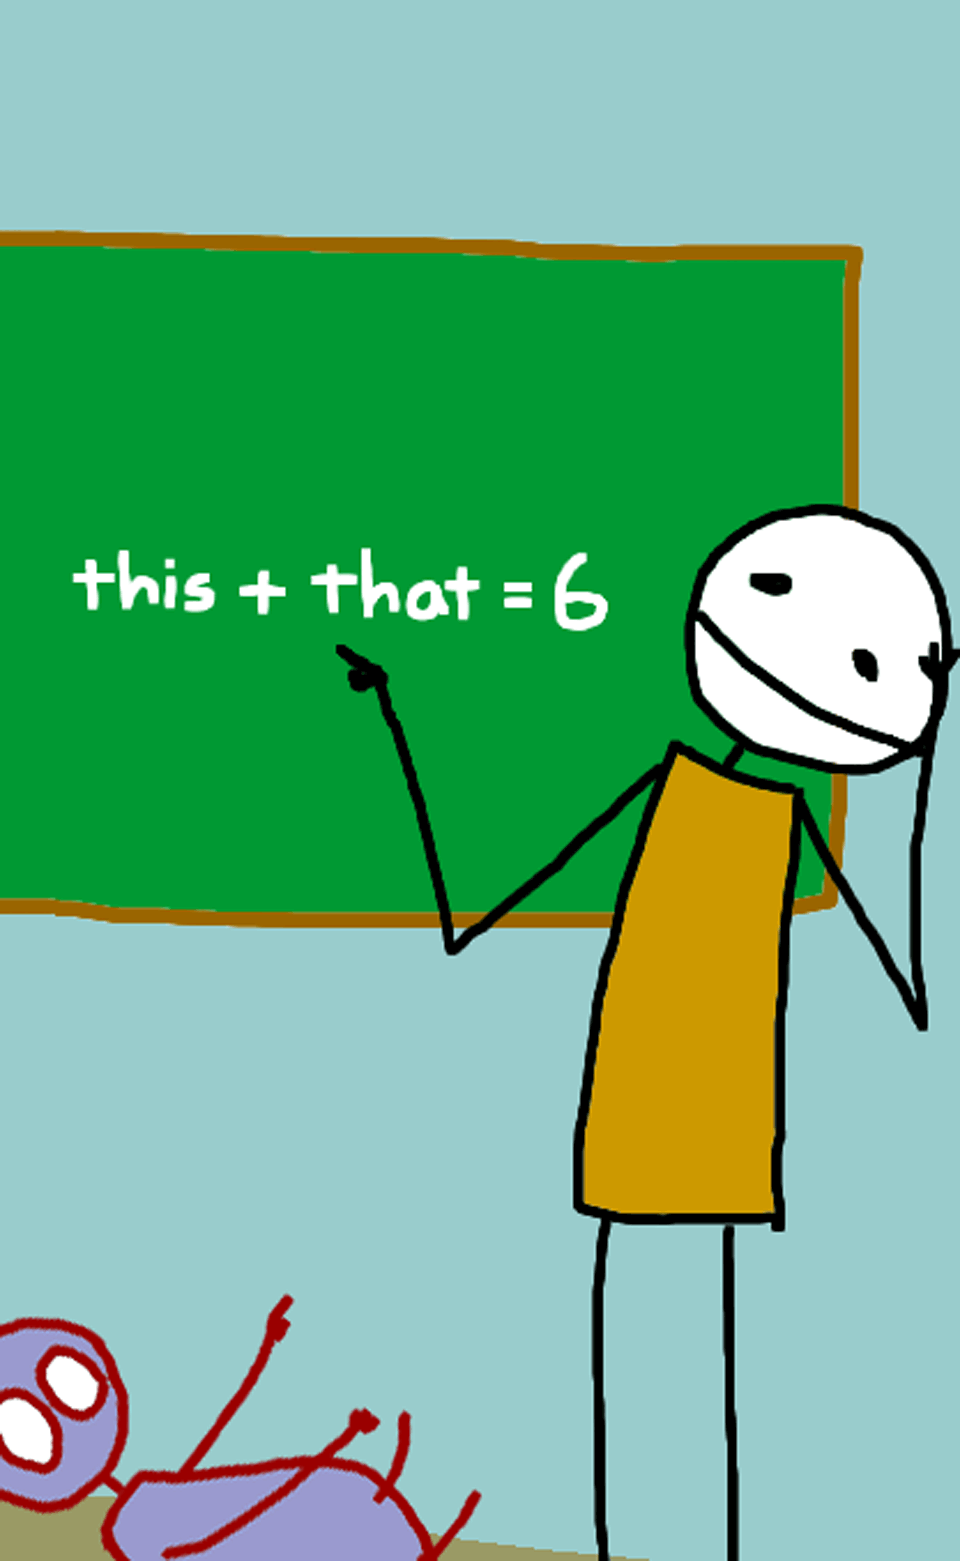 this + that = 6